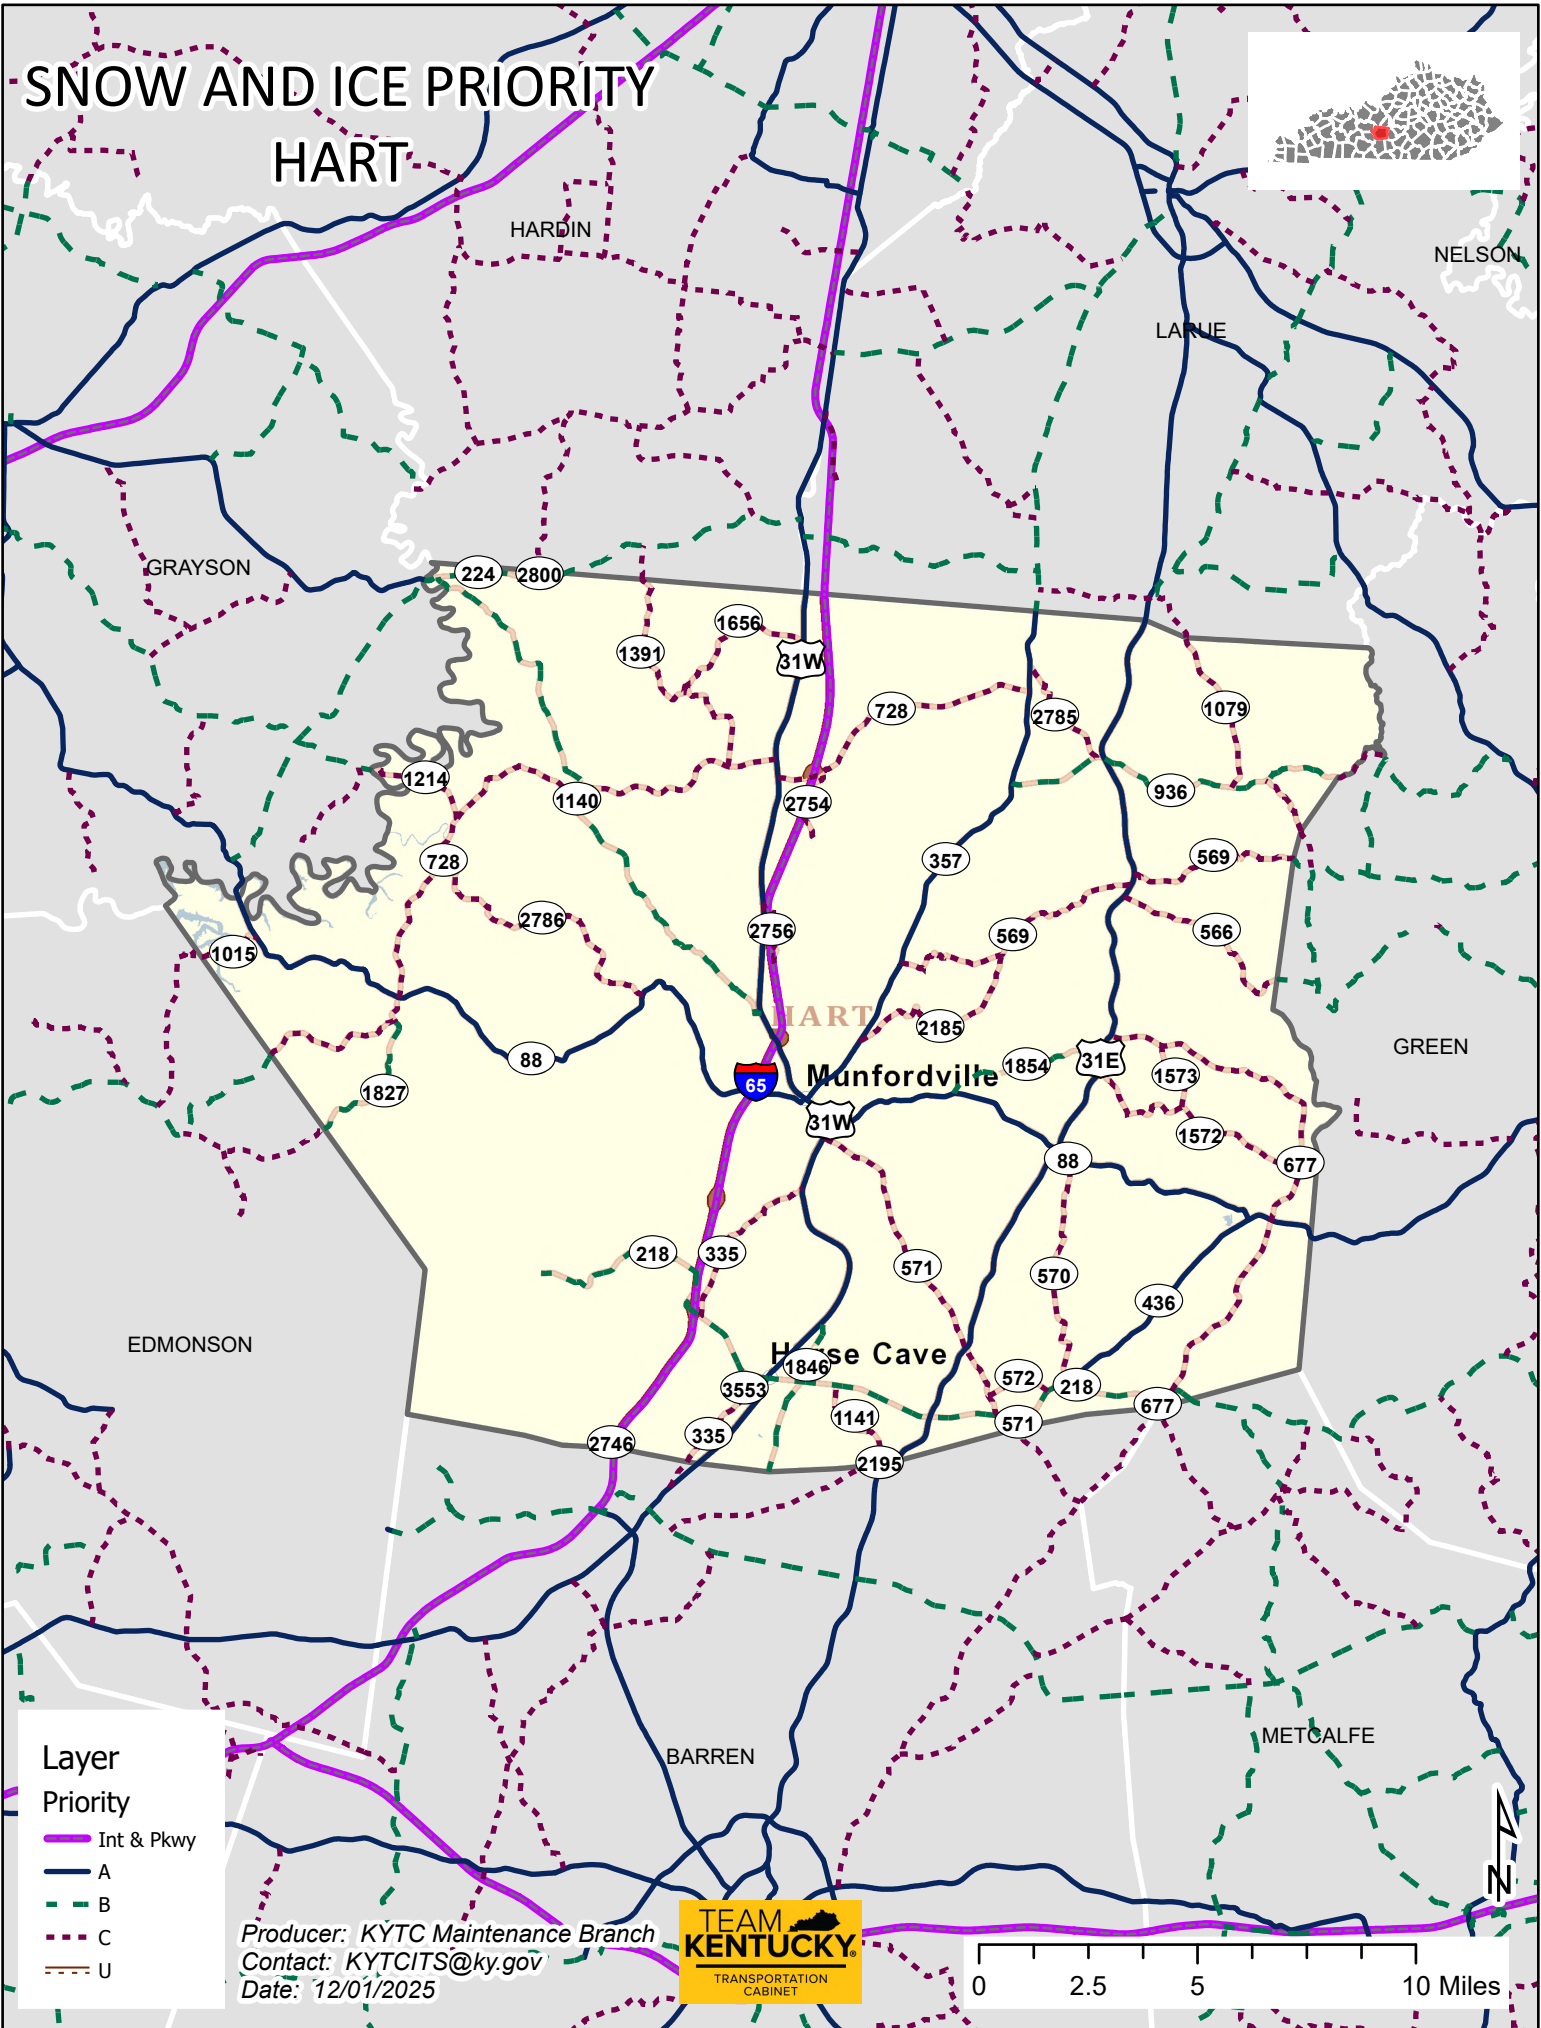 SNOW AND ICE PRIORITY
HART
HARDIN
NELSON
LARUE
GRAYSON
224
2800
1656
1391
31W
728
2785
1079
1214
1140
2754
936
728
357
569
2786
2756
569
566
1015
HART
2185
88
1854
31E
GREEN
1573
65
Munfordville
1827
31W
1572
88
677
218
335
571
570
436
EDMONSON
Horse Cave
1846
3553
572
218
1141
677
335
571
2746
2195
BARREN
METCALFE
Layer
Priority
Int & Pkwy
A
B
C
U
Producer: KYTC Maintenance Branch
Contact: KYTCITS@ky.gov
Date: 12/01/2025
TEAM
KENTUCKY®
TRANSPORTATION
CABINET
N
0 2.5 5 10 Miles